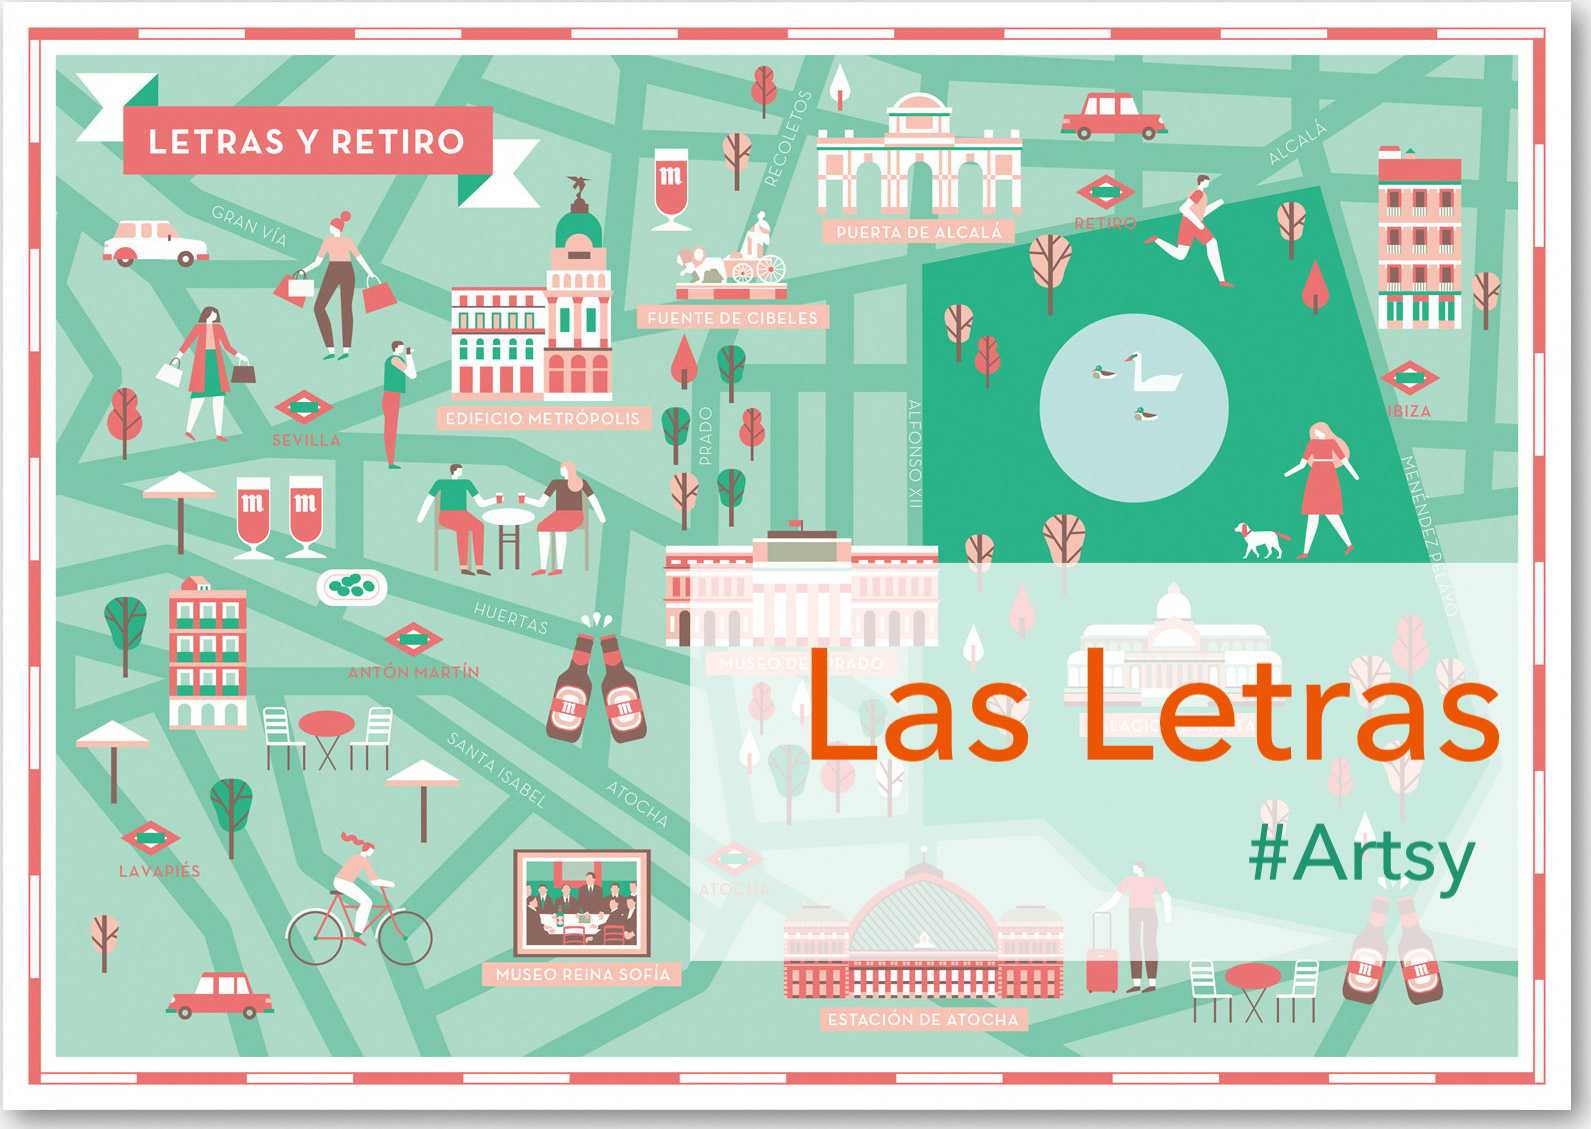 LETRAS Y RETIRO
RECOLETOS
ALCALÁ
GRAN VÍA
m
PUERTA DE ALCALÁ
RETIRO
FUENTE DE CIBELES
EDIFICIO METRÓPOLIS
SEVILLA
PRADO
ALFONSO XII
IBIZA
MENÉNDEZ PELAYO
m
m
HUERTAS
ANTÓN MARTÍN
MUSEO DEL PRADO
m
m
Las Letras
SANTA ISABEL
ATOCHA
#Artsy
LAVAPIÉS
ATOCHA
MUSEO REINA SOFÍA
m
m
ESTACIÓN DE ATOCHA